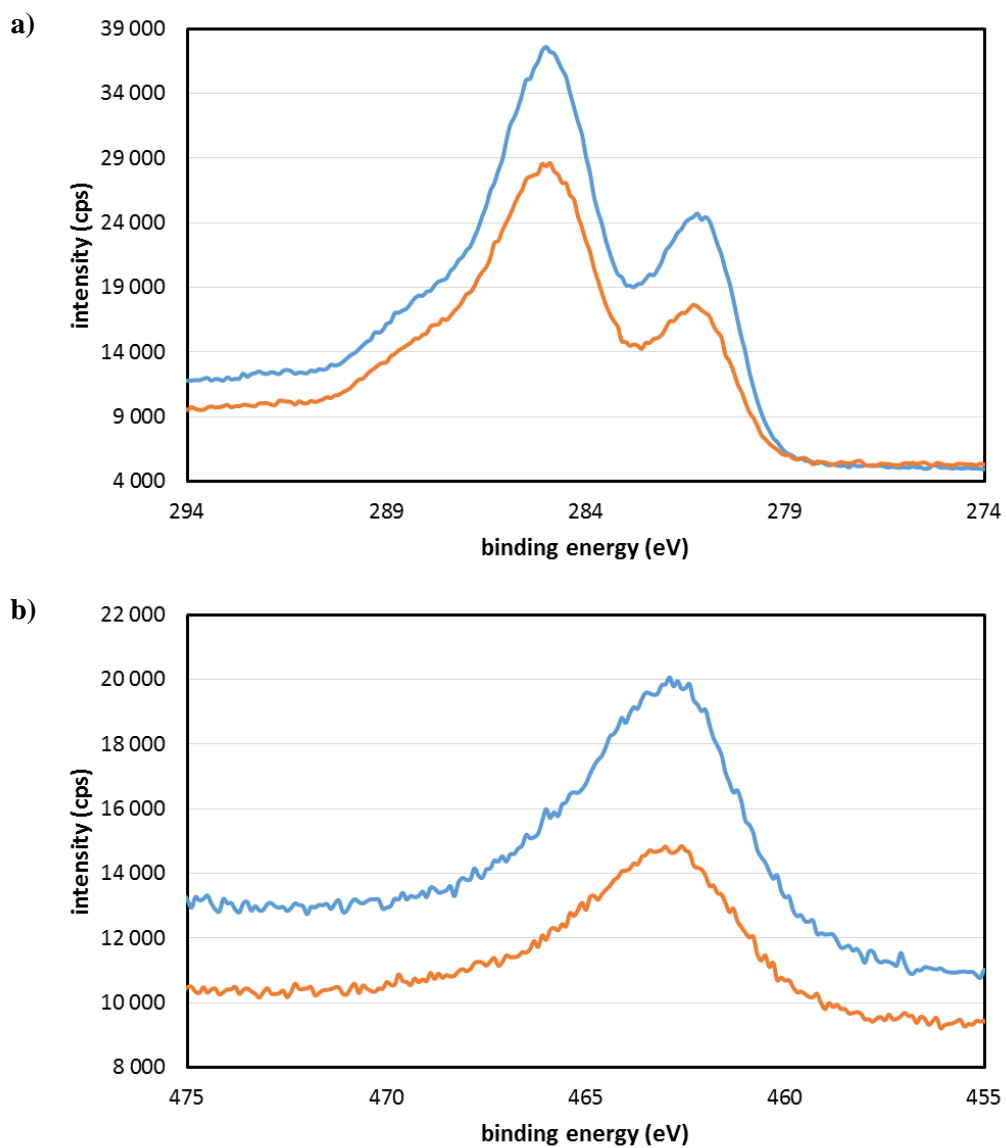 a)
39 000
34 000
29 000
24 000
19 000
14 000
9 000
4 000
intensity (cps)
294 289 284 279 274
binding energy (eV)
b)
22 000
20 000
18 000
16 000
14 000
12 000
10 000
8 000
intensity (cps)
475 470 465 460 455
binding energy (eV)